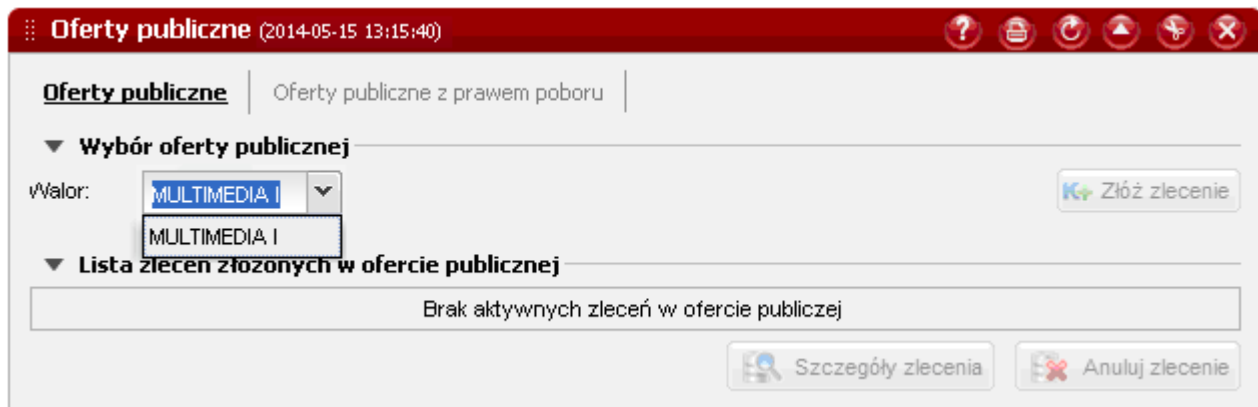 Oferty publiczne (2014-05-15 13:15:40)
Oferty publiczne Oferty publiczne z prawem poboru
Wybór oferty publicznej
Walor: MULTIMEDIA I K+ Złóż zlecenie
MULTIMEDIA I
Lista zleceń złożonych w ofercie publicznej
Brak aktywnych zleceń w ofercie publiczej
Szczegóły zlecenia Anuluj zlecenie